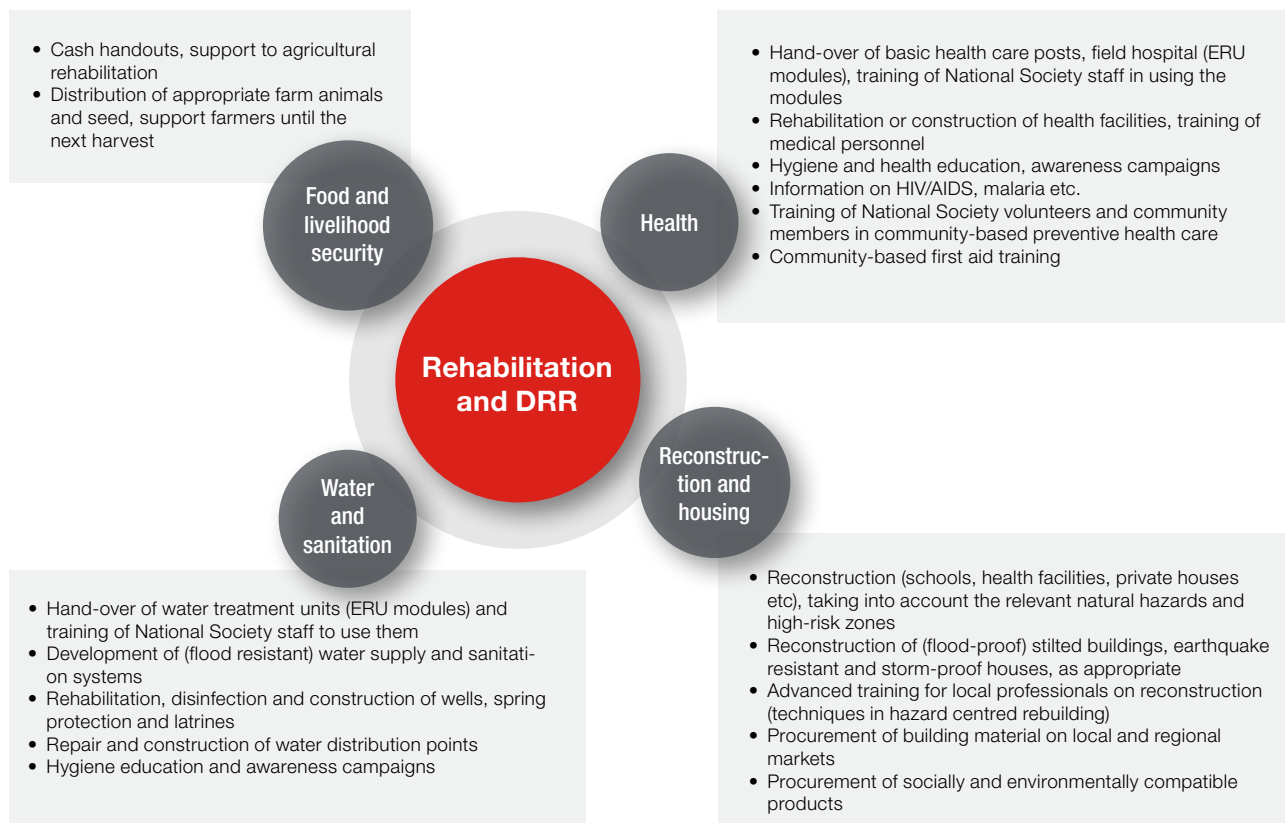 • Cash handouts, support to agricultural
rehabilitation
• Distribution of appropriate farm animals
and seed, support farmers until the
next harvest
• Hand-over of basic health care posts, field hospital (ERU
modules), training of National Society staff in using the
modules
• Rehabilitation or construction of health facilities, training of
medical personnel
• Hygiene and health education, awareness campaigns
• Information on HIV/AIDS, malaria etc.
• Training of National Society volunteers and community
members in community-based preventive health care
• Community-based first aid training
Food and
livelihood
security
Health
Rehabilitation
and DRR
Water
and
sanitation
Reconstruc-
tion and
housing
• Hand-over of water treatment units (ERU modules) and
training of National Society staff to use them
• Development of (flood resistant) water supply and sanitati-
on systems
• Rehabilitation, disinfection and construction of wells, spring
protection and latrines
• Repair and construction of water distribution points
• Hygiene education and awareness campaigns
• Reconstruction (schools, health facilities, private houses
etc), taking into account the relevant natural hazards and
high-risk zones
• Reconstruction of (flood-proof) stilted buildings, earthquake
resistant and storm-proof houses, as appropriate
• Advanced training for local professionals on reconstruction
(techniques in hazard centred rebuilding)
• Procurement of building material on local and regional
markets
• Procurement of socially and environmentally compatible
products